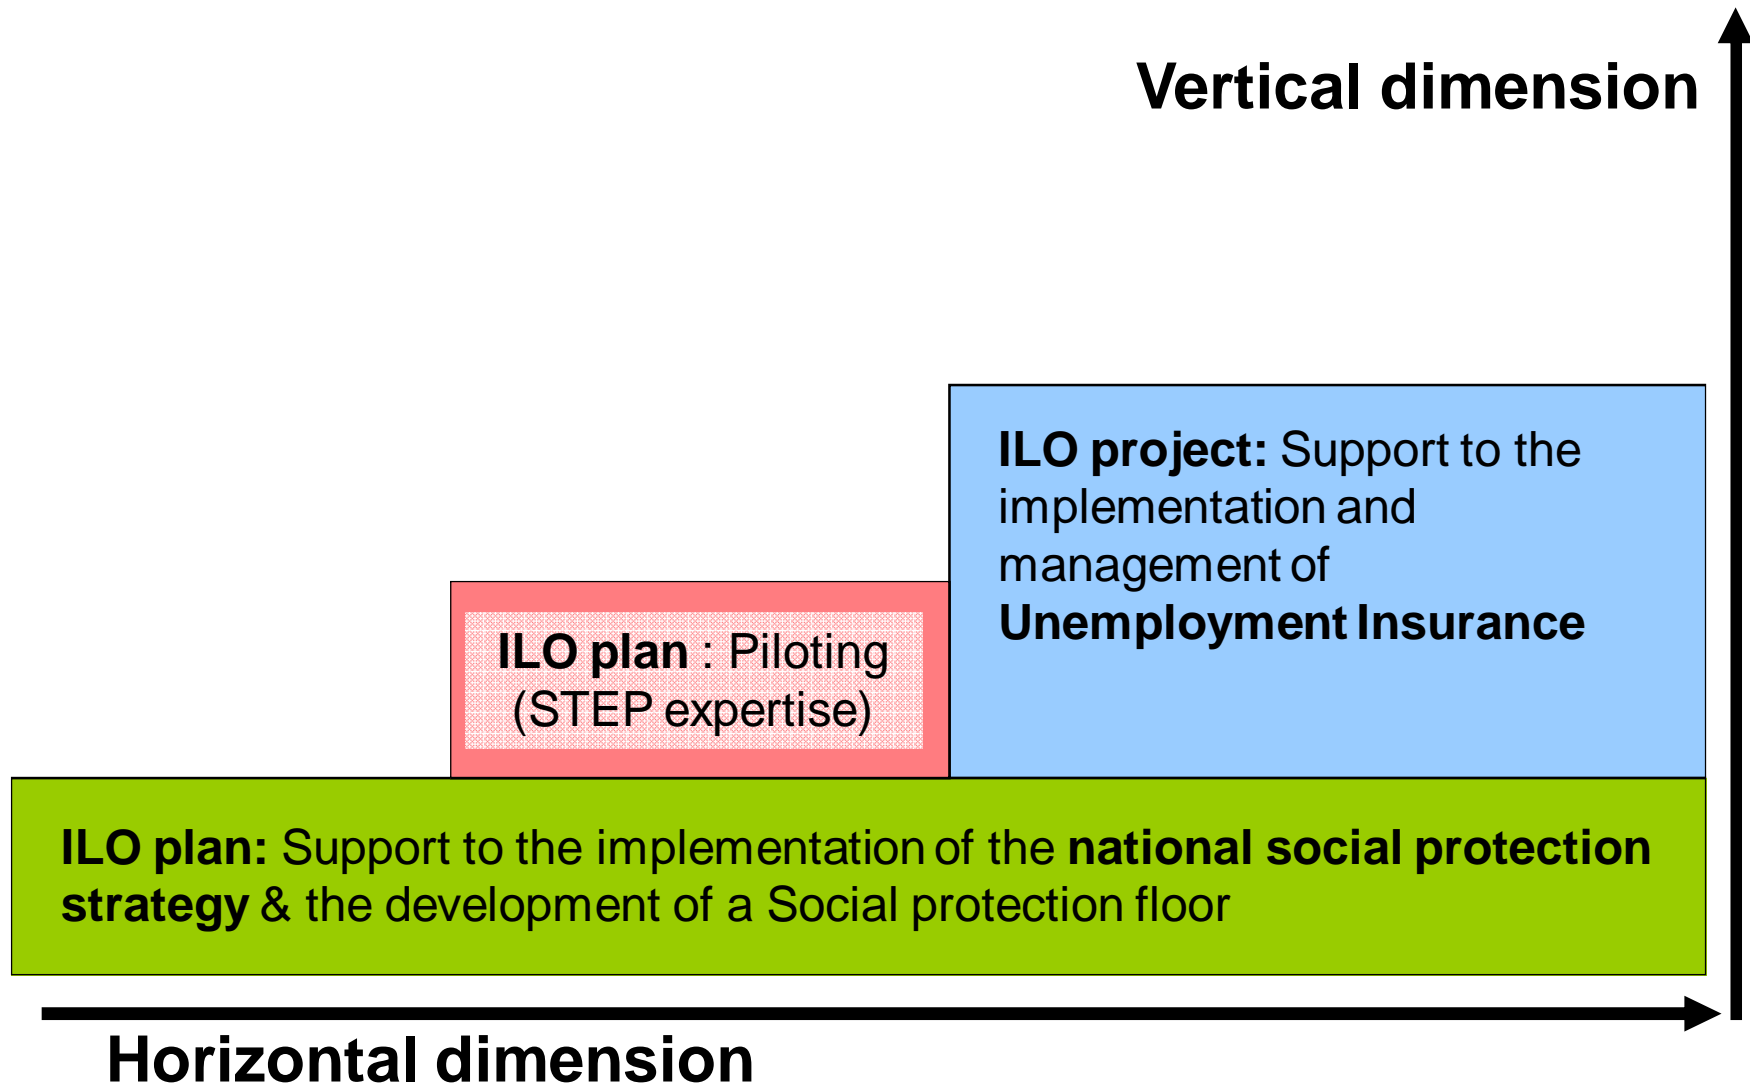 Vertical dimension
ILO project: Support to the
implementation and
management of
Unemployment Insurance
ILO plan : Piloting
(STEP expertise)
ILO plan: Support to the implementation of the national social protection
strategy & the development of a Social protection floor
Horizontal dimension